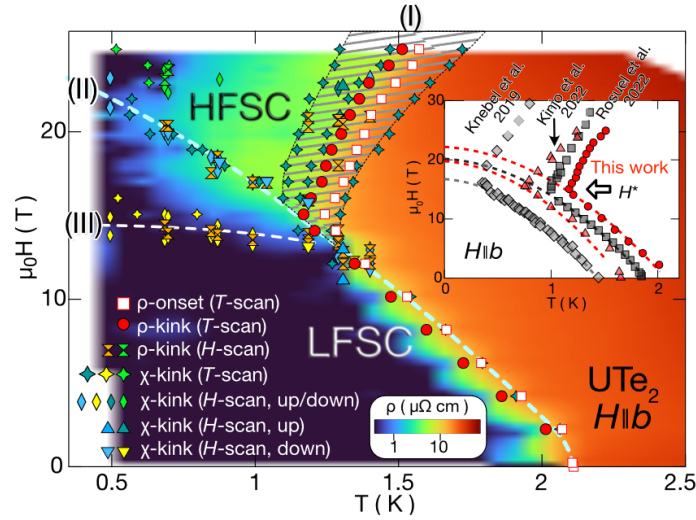 (I)
(II)
(III)
HFSC
LFSC
UTe2
H∥b
20
10
0
μ0H (T)
0.5
1
1.5
2
2.5
T (K)
ρ-onset (T-scan)
ρ-kink (T-scan)
ρ-kink (H-scan)
χ-kink (T-scan)
χ-kink (H-scan, up/down)
χ-kink (H-scan, up)
χ-kink (H-scan, down)
ρ ( μΩ cm)
1
10
Knebel et al.
2019
Kinjo et al.
2022
Rosuel et al.
2022
This work
H*
H∥b
30
20
10
0
μ0H (T)
0
1
2
T (K)